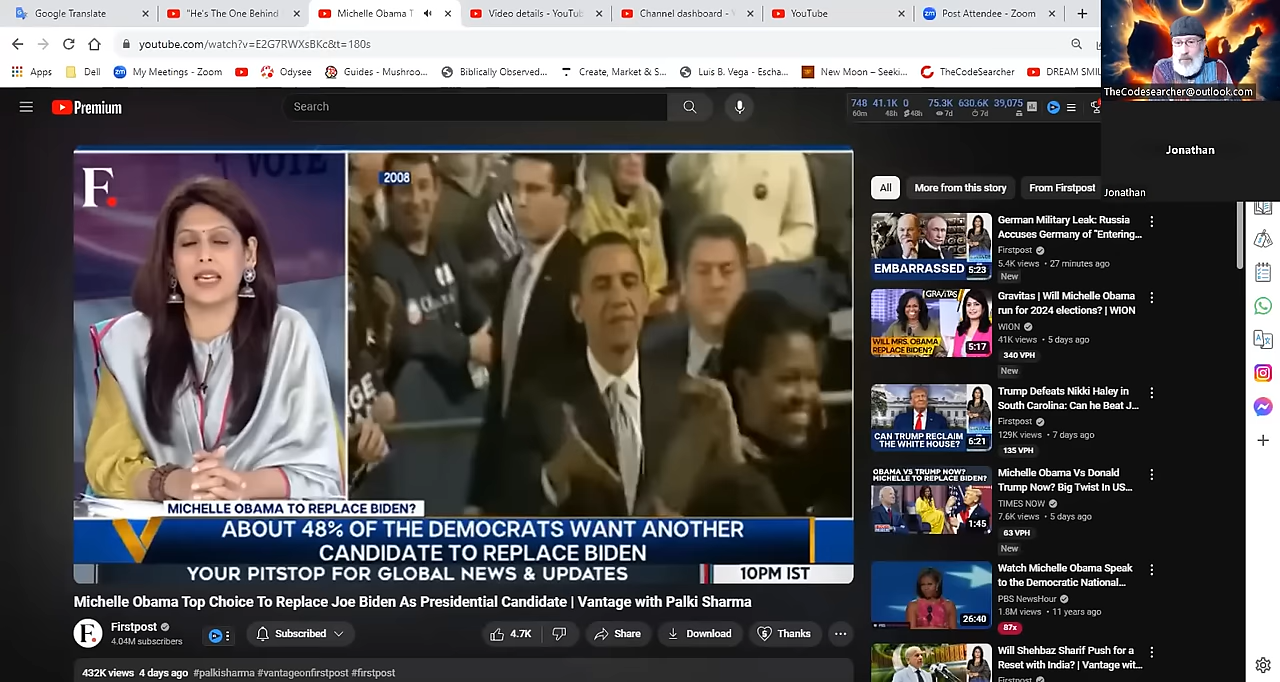 Google Translate
"He's The One Behind
Michelle Obama T
Video details - YouTub
Channel dashboard -
YouTube
Post Attendee - Zoom
youtube.com/watch?v=E2G7RWXsBKc&t=180s
Apps
Dell
My Meetings - Zoom
Odysee
Guides - Mushroo...
Biblically Observed...
Create, Market & S...
Luis B. Vega - Escha...
New Moon – Seeki...
TheCodeSearcher
DREAM SMIL
TheCodesearcher@outlook.com
Jonathan
Jonathan
Premium
Search
748 41.1K 0 75.3K 630.6K 39,075
60m 48h 48h 7d 7d
F
VOTE
2008
MICHELLE OBAMA TO REPLACE BIDEN?
ABOUT 48% OF THE DEMOCRATS WANT ANOTHER
CANDIDATE TO REPLACE BIDEN
YOUR PITSTOP FOR GLOBAL NEWS & UPDATES
10PM IST
Michelle Obama Top Choice To Replace Joe Biden As Presidential Candidate | Vantage with Palki Sharma
F
Firstpost
4.04M subscribers
Subscribed
4.7K
Share
Download
Thanks
432K views 4 days ago #palkisharma #vantageonfirstpost #firstpost
All
More from this story
From Firstpost
EMBARRASSED
5:23
German Military Leak: Russia
Accuses Germany of "Entering...
Firstpost
5.4K views • 27 minutes ago
New
GRAVITAS
WILL MRS. OBAMA
REPLACE BIDEN?
5:17
Gravitas | Will Michelle Obama
run for 2024 elections? | WION
WION
41K views • 5 days ago
340 VPH
New
CAN TRUMP RECLAIM
THE WHITE HOUSE?
6:21
Trump Defeats Nikki Haley in
South Carolina: Can he Beat J...
Firstpost
129K views • 7 days ago
135 VPH
OBAMA VS TRUMP NOW?
MICHELLE TO REPLACE BIDEN?
1:45
Michelle Obama Vs Donald
Trump Now? Big Twist In US...
TIMES NOW
7.6K views • 5 days ago
63 VPH
New
26:40
Watch Michelle Obama Speak
to the Democratic National...
PBS NewsHour
1.8M views • 11 years ago
87x
Will Shehbaz Sharif Push for a
Reset with India? | Vantage wit...
Firstpost